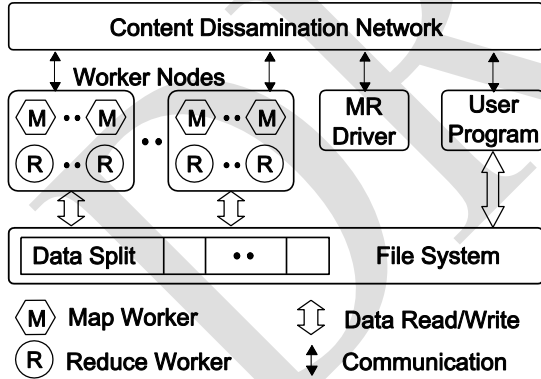 Content Dissamination Network
Worker Nodes
M •• M •• M •• M
R •• R R •• R
MR Driver
User Program
Data Split •• File System
M Map Worker Data Read/Write
R Reduce Worker Communication